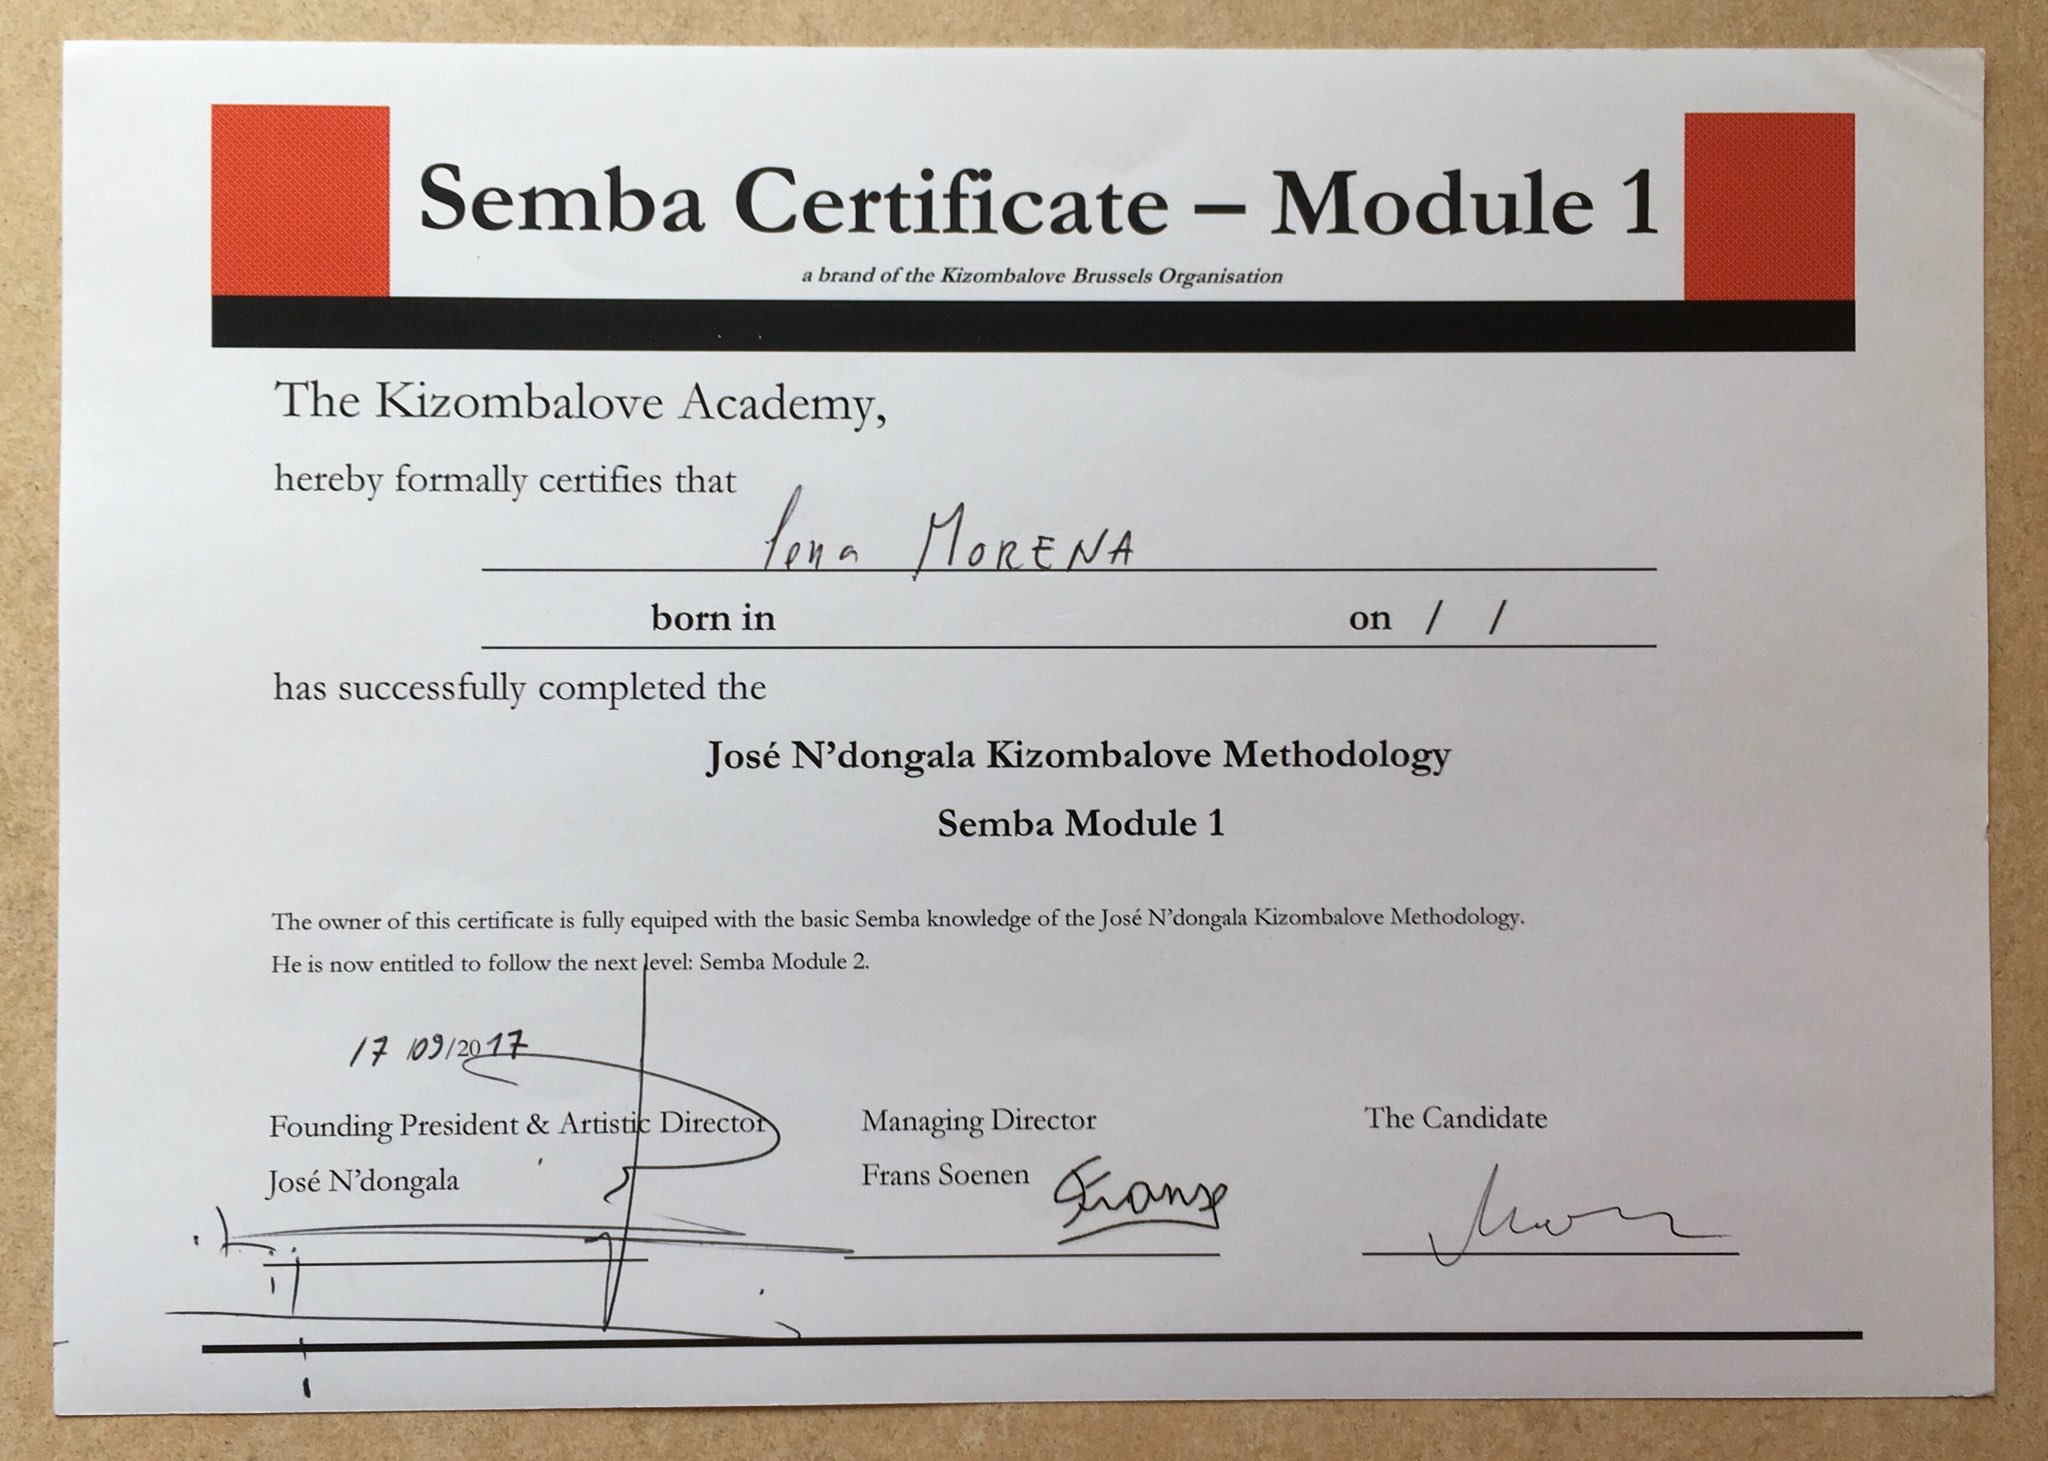 Semba Certificate – Module 1
a brand of the Kizombalove Brussels Organisation
The Kizombalove Academy,
hereby formally certifies that
MORENA
born in on / /
has successfully completed the
José N'dongala Kizombalove Methodology
Semba Module 1
The owner of this certificate is fully equiped with the basic Semba knowledge of the José N'dongala Kizombalove Methodology.
He is now entitled to follow the next level: Semba Module 2.
17/09/2017
Founding President & Artistic Director Managing Director The Candidate
José N'dongala Frans Soenen